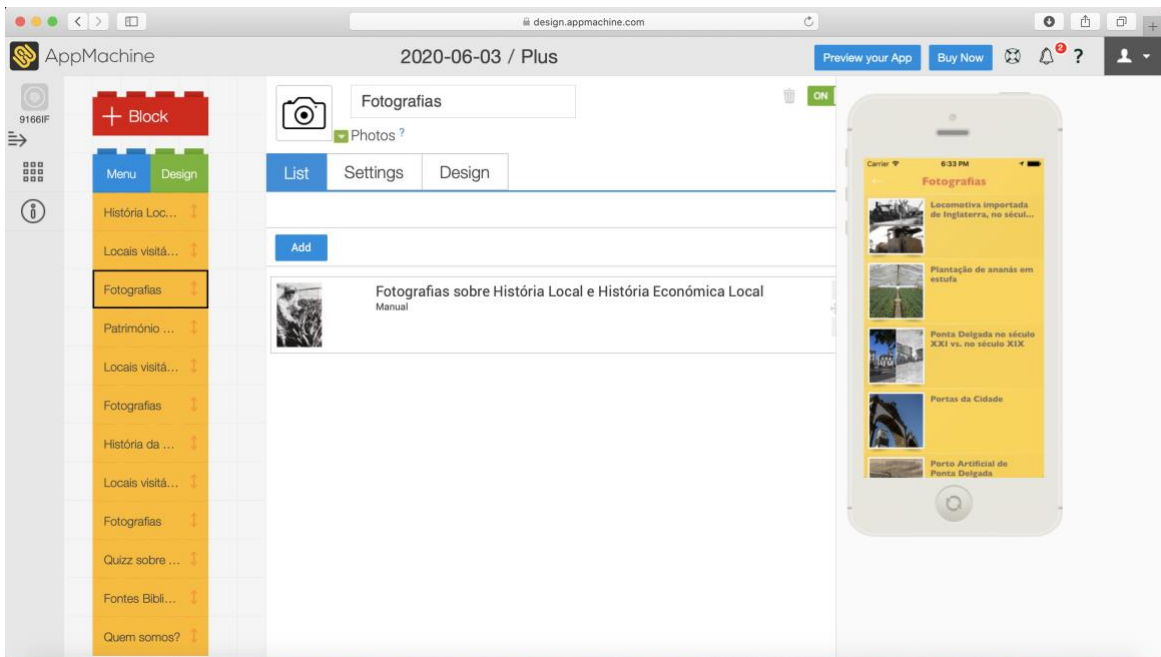 design.appmachine.com
AppMachine
2020-06-03 / Plus
Preview your App
Buy Now
2
?
9166IF
+ Block
Menu
Design
História Loc...
Locais visitá...
Fotografias
Património ...
Locais visitá...
Fotografias
História da ...
Locais visitá...
Fotografias
Quizz sobre ...
Fontes Bibli...
Quem somos?
Fotografias
Photos ?
ON
List
Settings
Design
Add
Fotografias sobre História Local e História Económica Local
Manual
Carrier
6:33 PM
Fotografias
Locomotiva importada
de Inglaterra, no sécul...
Plantação de ananás em
estufa
Ponta Delgada no século
XXI vs. no século XIX
Portas da Cidade
Porto Artificial de
Ponta Delgada